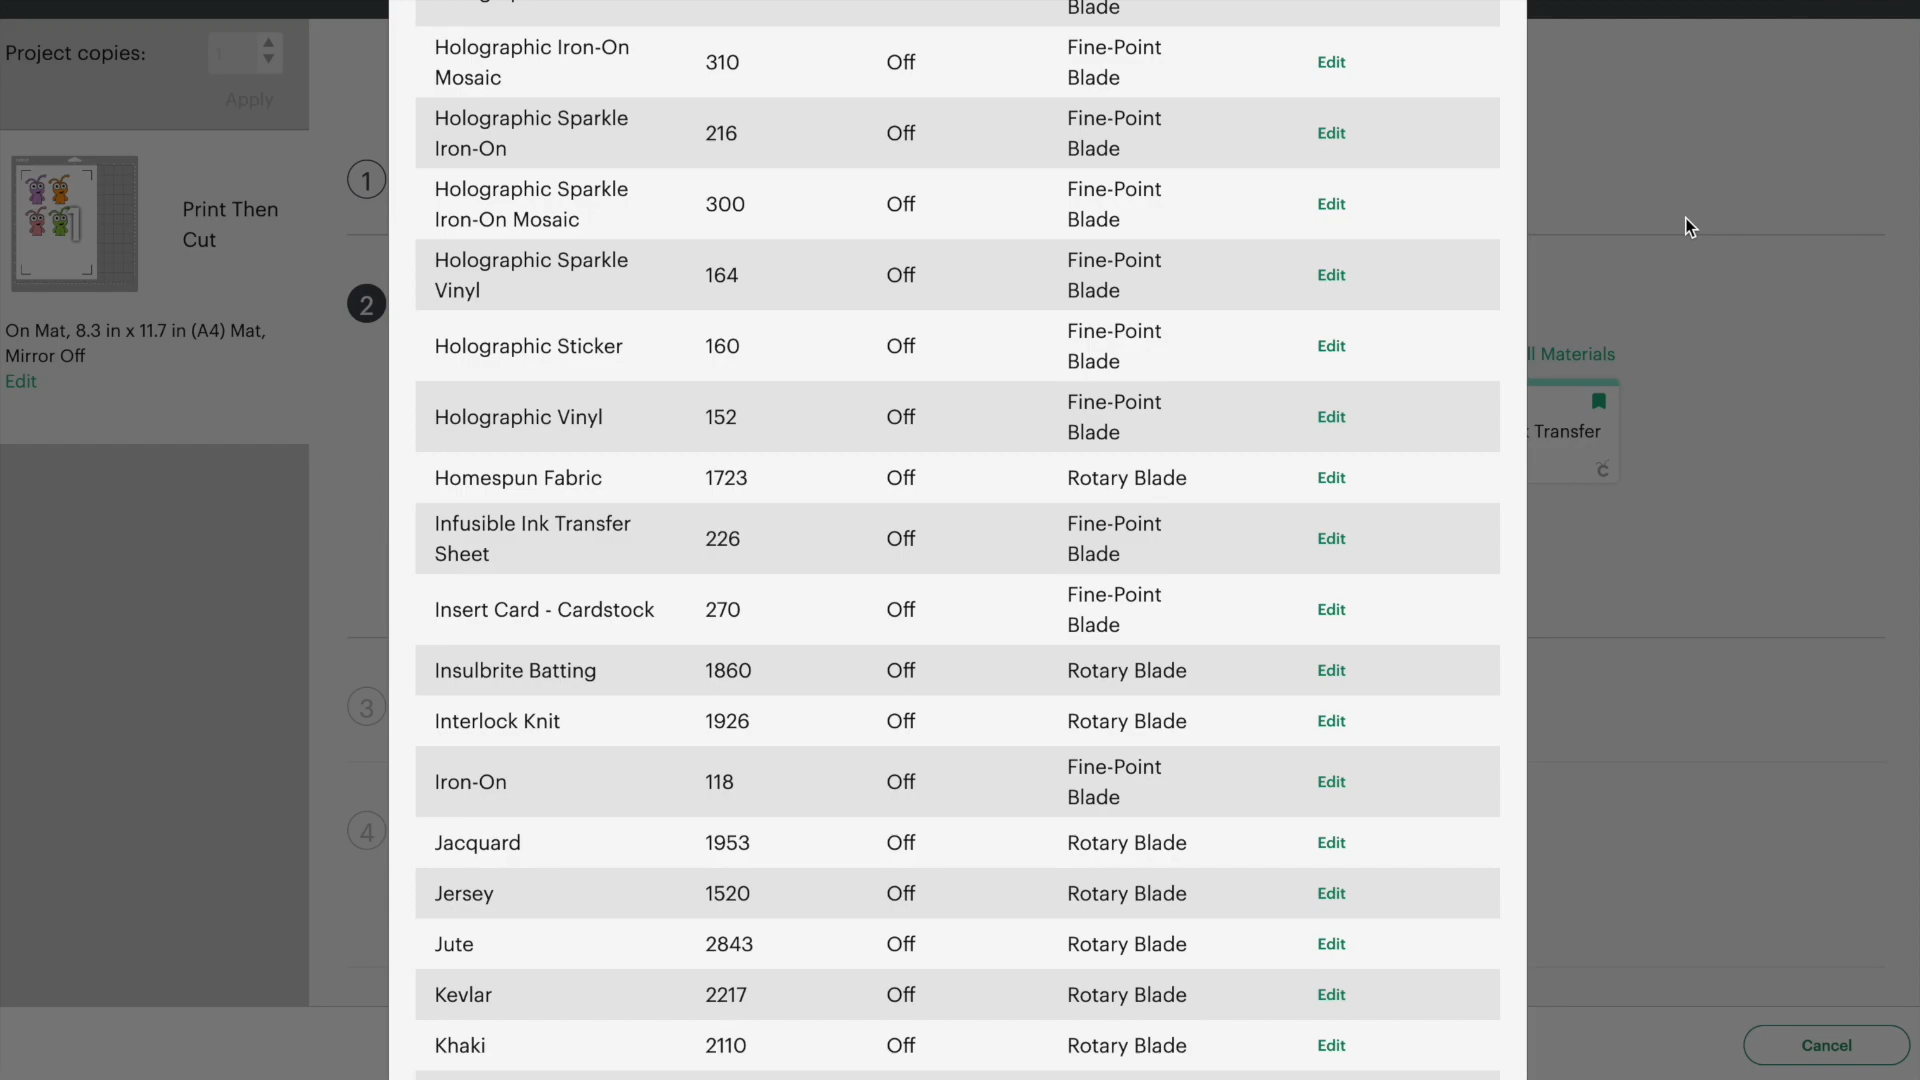 Project copies:
1
Apply
Print Then
Cut
On Mat, 8.3 in x 11.7 in (A4) Mat,
Mirror Off
Edit
1
2
3
4
Blade
Holographic Iron-On
Mosaic
310
Off
Fine-Point
Blade
Edit
Holographic Sparkle
Iron-On
216
Off
Fine-Point
Blade
Edit
Holographic Sparkle
Iron-On Mosaic
300
Off
Fine-Point
Blade
Edit
Holographic Sparkle
Vinyl
164
Off
Fine-Point
Blade
Edit
Holographic Sticker
160
Off
Fine-Point
Blade
Edit
Holographic Vinyl
152
Off
Fine-Point
Blade
Edit
Homespun Fabric
1723
Off
Rotary Blade
Edit
Infusible Ink Transfer
Sheet
226
Off
Fine-Point
Blade
Edit
Insert Card - Cardstock
270
Off
Fine-Point
Blade
Edit
Insulbrite Batting
1860
Off
Rotary Blade
Edit
Interlock Knit
1926
Off
Rotary Blade
Edit
Iron-On
118
Off
Fine-Point
Blade
Edit
Jacquard
1953
Off
Rotary Blade
Edit
Jersey
1520
Off
Rotary Blade
Edit
Jute
2843
Off
Rotary Blade
Edit
Kevlar
2217
Off
Rotary Blade
Edit
Khaki
2110
Off
Rotary Blade
Edit
ll Materials
Transfer
Cancel